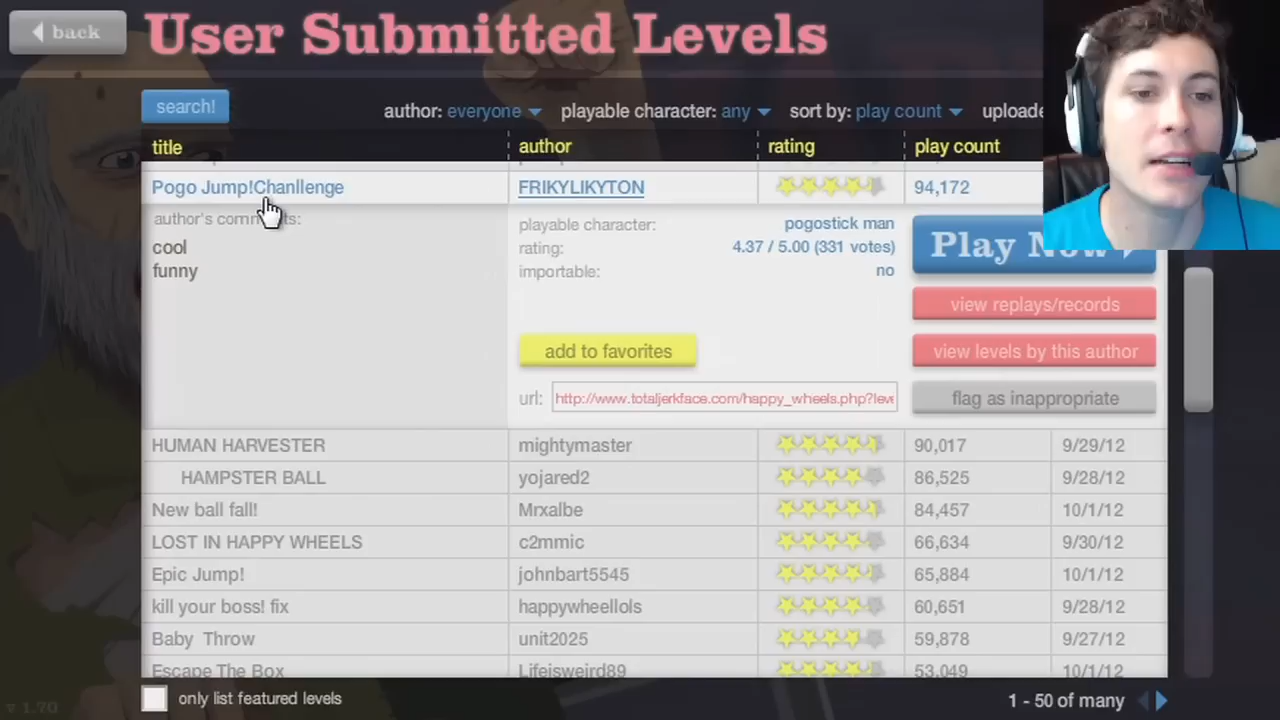 back
User Submitted Levels
search!
author: everyone
playable character: any
sort by: play count
uploade
title
author
rating
play count
Pogo Jump!Chanllenge
FRIKYLIKYTON
94,172
author's comments:
cool
funny
playable character:
pogostick man
rating:
4.37 / 5.00 (331 votes)
importable:
no
Play Now
view replays/records
add to favorites
view levels by this author
url:
http://www.totaljerkface.com/happy_wheels.php?leve
flag as inappropriate
HUMAN HARVESTER mightymaster 90,017 9/29/12
HAMPSTER BALL yojared2 86,525 9/28/12
New ball fall! Mrxalbe 84,457 10/1/12
LOST IN HAPPY WHEELS c2mmic 66,634 9/30/12
Epic Jump! johnbart5545 65,884 10/1/12
kill your boss! fix happywheellols 60,651 9/28/12
Baby Throw unit2025 59,878 9/27/12
Escape The Box Lifeisweird89 53,049 10/1/12
only list featured levels
1 - 50 of many
v 1.70